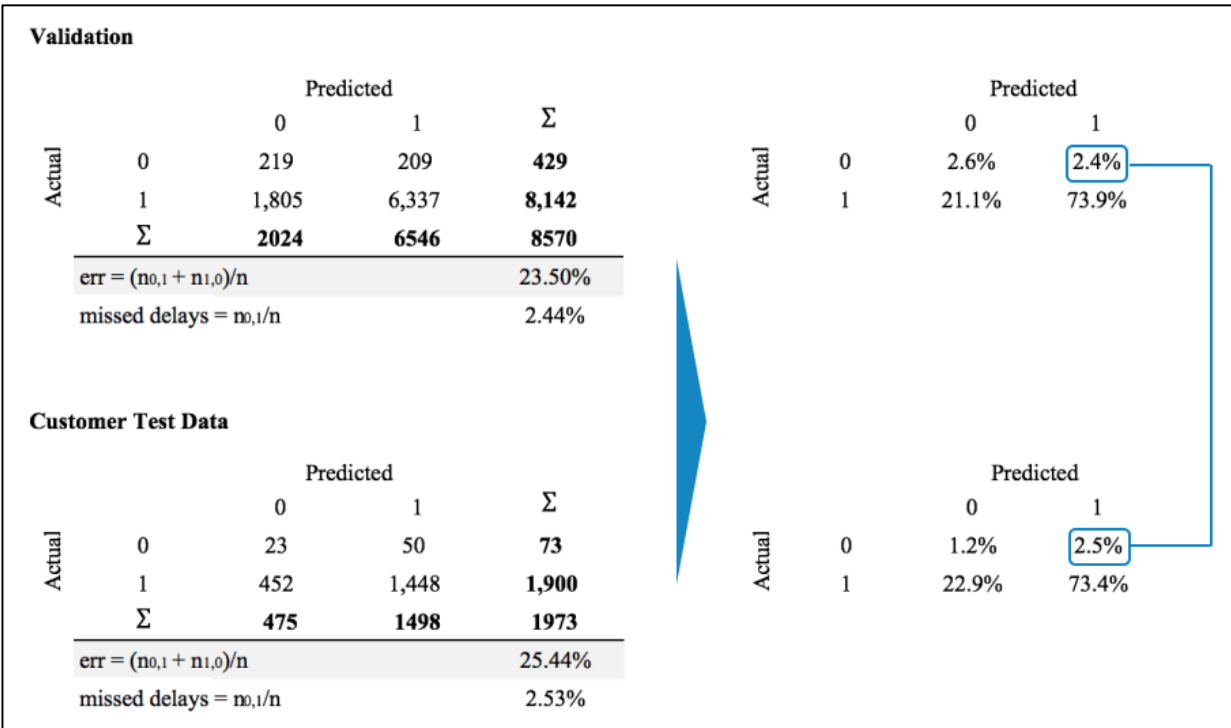 Validation
Predicted
0 1 Σ
Actual
0 219 209 429
1 1,805 6,337 8,142
Σ 2024 6546 8570
err = (n0,1 + n1,0)/n 23.50%
missed delays = n0,1/n 2.44%
Predicted
0 1
Actual
0 2.6% 2.4%
1 21.1% 73.9%
Customer Test Data
Predicted
0 1 Σ
Actual
0 23 50 73
1 452 1,448 1,900
Σ 475 1498 1973
err = (n0,1 + n1,0)/n 25.44%
missed delays = n0,1/n 2.53%
Predicted
0 1
Actual
0 1.2% 2.5%
1 22.9% 73.4%